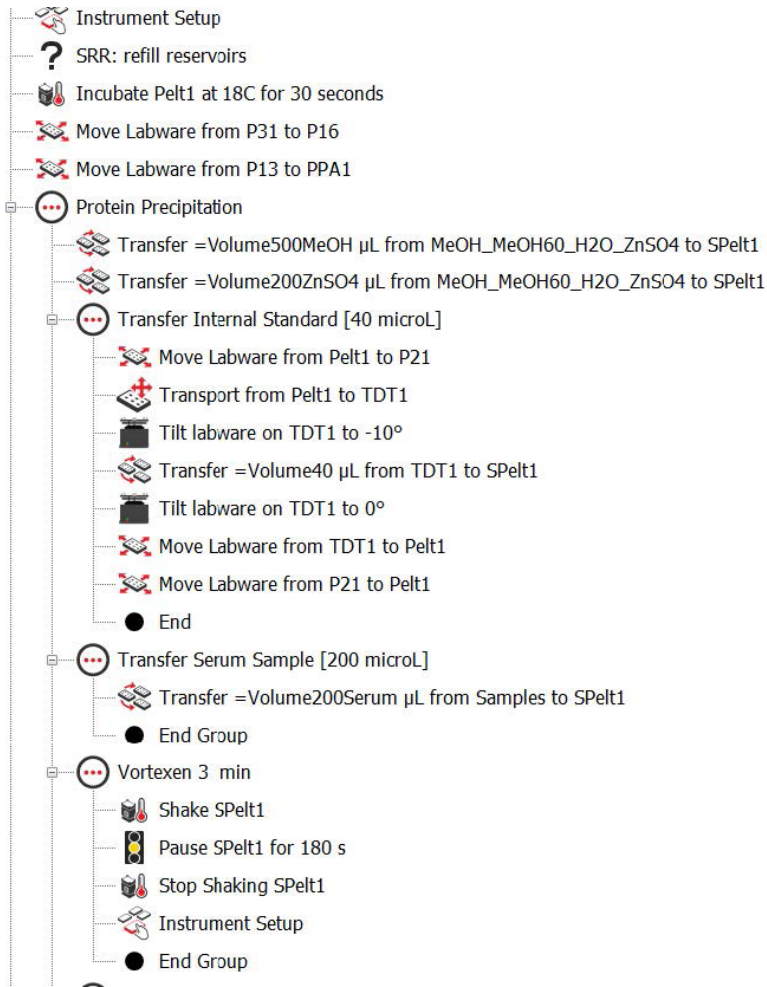 Instrument Setup
SRR: refill reservoirs
Incubate Pelt1 at 18C for 30 seconds
Move Labware from P31 to P16
Move Labware from P13 to PPA1
Protein Precipitation
Transfer =Volume500MeOH µL from MeOH_MeOH60_H2O_ZnSO4 to SPelt1
Transfer =Volume200ZnSO4 µL from MeOH_MeOH60_H2O_ZnSO4 to SPelt1
Transfer Internal Standard [40 microL]
Move Labware from Pelt1 to P21
Transport from Pelt1 to TDT1
Tilt labware on TDT1 to -10°
Transfer =Volume40 µL from TDT1 to SPelt1
Tilt labware on TDT1 to 0°
Move Labware from TDT1 to Pelt1
Move Labware from P21 to Pelt1
End
Transfer Serum Sample [200 microL]
Transfer =Volume200Serum µL from Samples to SPelt1
End Group
Vortexen 3 min
Shake SPelt1
Pause SPelt1 for 180 s
Stop Shaking SPelt1
Instrument Setup
End Group